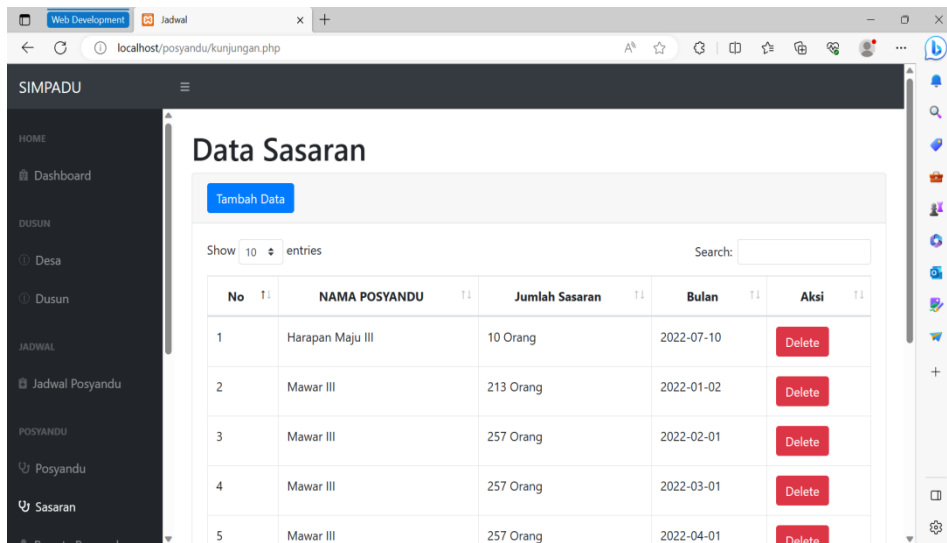 Web Development Jadwal
localhost/posyandu/kunjungan.php
SIMPADU
HOME
Dashboard
DUSUN
Desa
Dusun
JADWAL
Jadwal Posyandu
POSYANDU
Posyandu
Sasaran
Data Sasaran
Tambah Data
Show 10 entries Search:
No NAMA POSYANDU Jumlah Sasaran Bulan Aksi
1 Harapan Maju III 10 Orang 2022-07-10 Delete
2 Mawar III 213 Orang 2022-01-02 Delete
3 Mawar III 257 Orang 2022-02-01 Delete
4 Mawar III 257 Orang 2022-03-01 Delete
5 Mawar III 257 Orang 2022-04-01 Delete